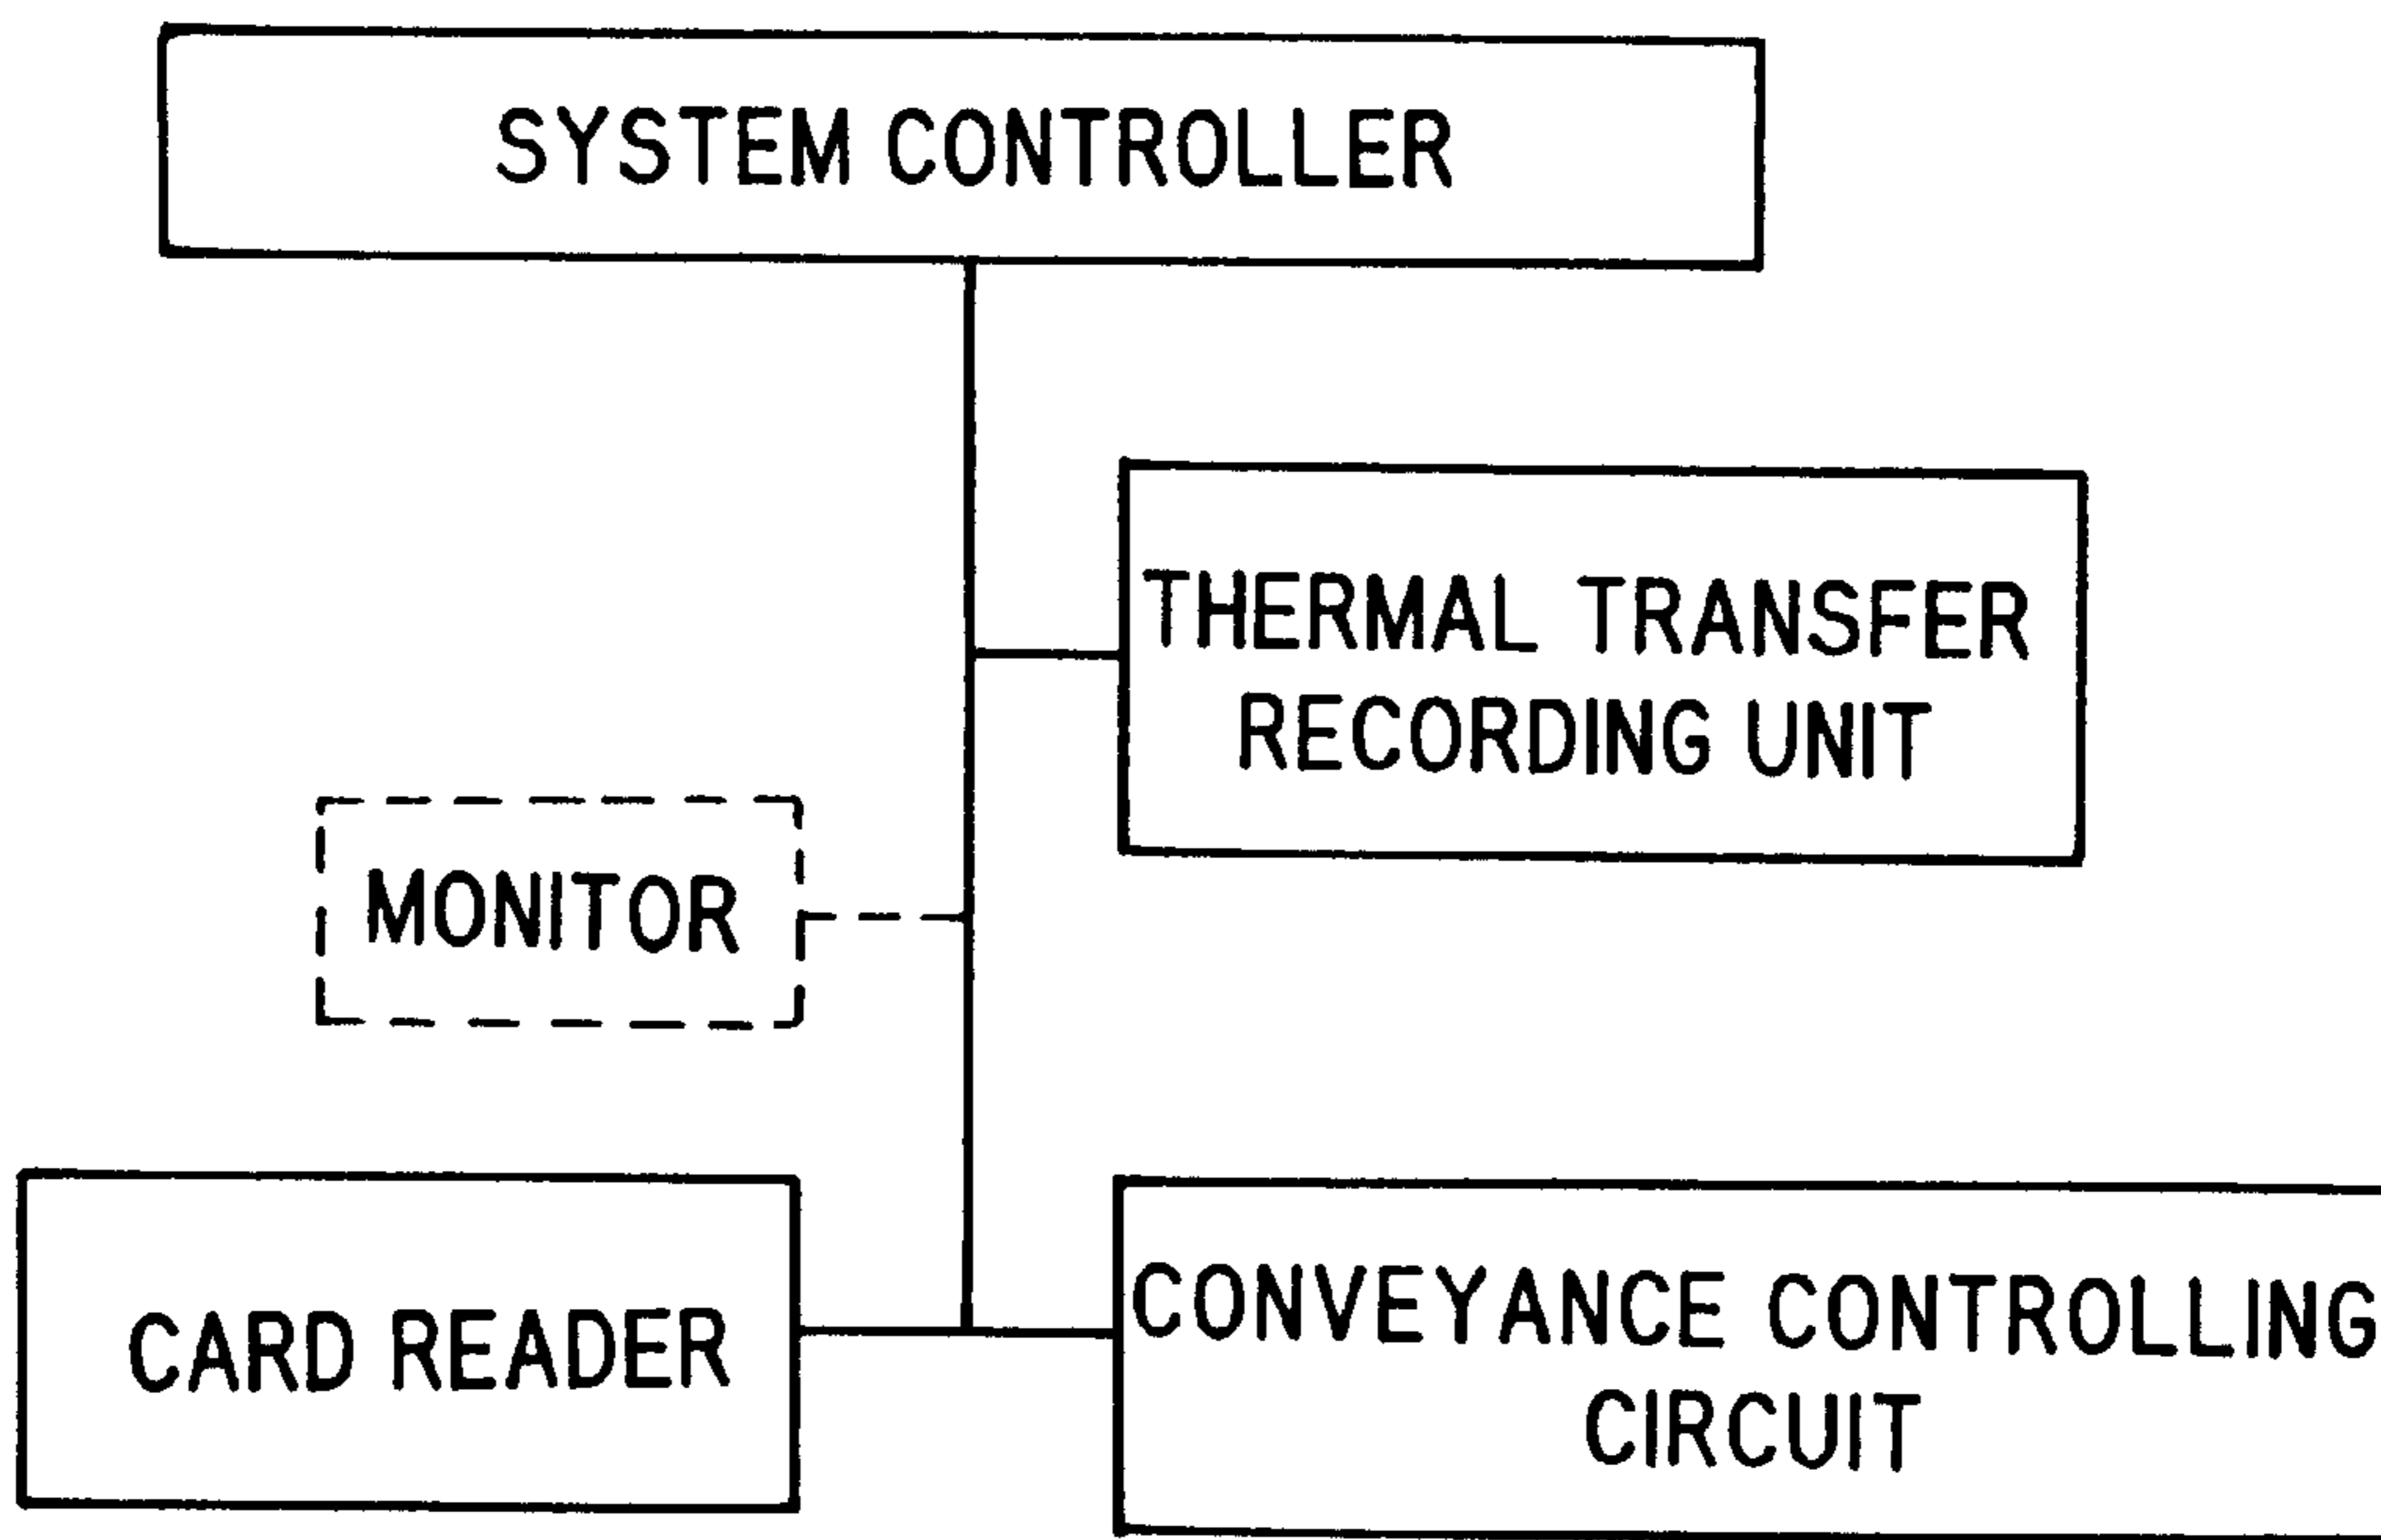 SYSTEM CONTROLLER
THERMAL TRANSFER
RECORDING UNIT
MONITOR
CARD READER
CONVEYANCE CONTROLLING
CIRCUIT